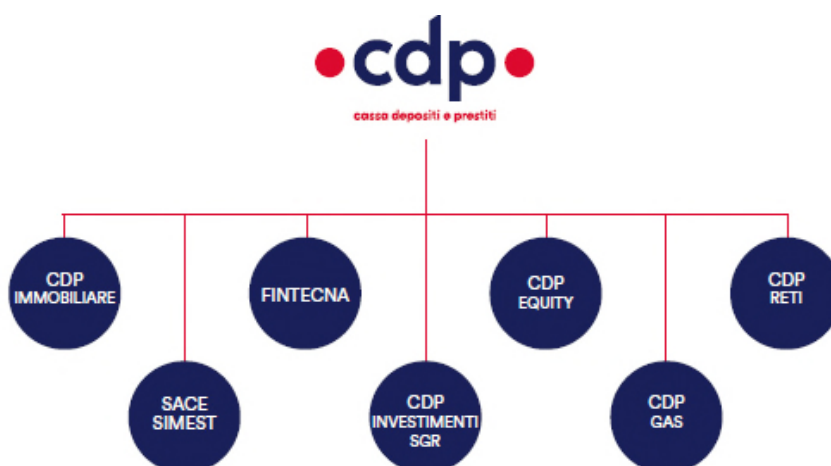 cdp
cassa depositi e prestiti
CDP
IMMOBILIARE
FINTECNA
CDP
EQUITY
CDP
RETI
SACE
SIMEST
CDP
INVESTIMENTI
SGR
CDP
GAS